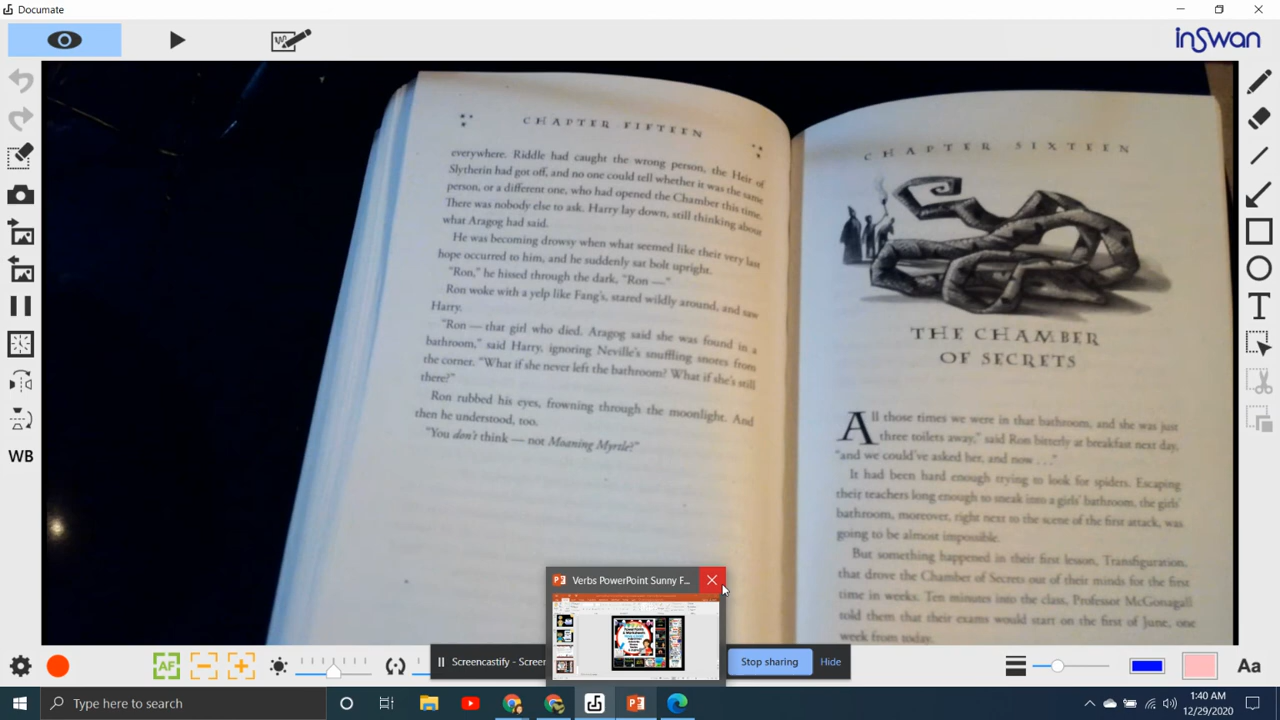 Documate
inSwan
CHAPTER FIFTEEN
everywhere. Riddle had caught the wrong person, the Heir of
Slytherin had got off, and no one could tell whether it was the same
person, or a different one, who had opened the Chamber this time.
There was nobody else to ask. Harry lay down, still thinking about
what Aragog had said.
He was becoming drowsy when what seemed like their very last
hope occurred to him, and he suddenly sat bolt upright.
"Ron," he hissed through the dark, "Ron —"
Ron woke with a yelp like Fang's, stared wildly around, and saw
Harry.
"Ron — that girl who died. Aragog said she was found in a
bathroom," said Harry, ignoring Neville's snuffling snores from
the corner. "What if she never left the bathroom? What if she's still
there?"
Ron rubbed his eyes, frowning through the moonlight. And
then he understood, too.
"You don't think — not Moaning Myrtle?"
CHAPTER SIXTEEN
THE CHAMBER
OF SECRETS
All those times we were in that bathroom, and she was just
three toilets away," said Ron bitterly at breakfast next day,
"and we could've asked her, and now . . ."
It had been hard enough trying to look for spiders. Escaping
their teachers long enough to sneak into a girls' bathroom, the girls'
bathroom, moreover, right next to the scene of the first attack, was
going to be almost impossible.
But something happened in their first lesson, Transfiguration,
that drove the Chamber of Secrets out of their minds for the first
time in weeks. Ten minutes into the class, Professor McGonagall
told them that their exams would start on the first of June, one
week from today.
WB
T
Verbs PowerPoint Sunny F...
Screencastify - Screen
Stop sharing
Hide
AF
Aa
Type here to search
1:40 AM
12/29/2020